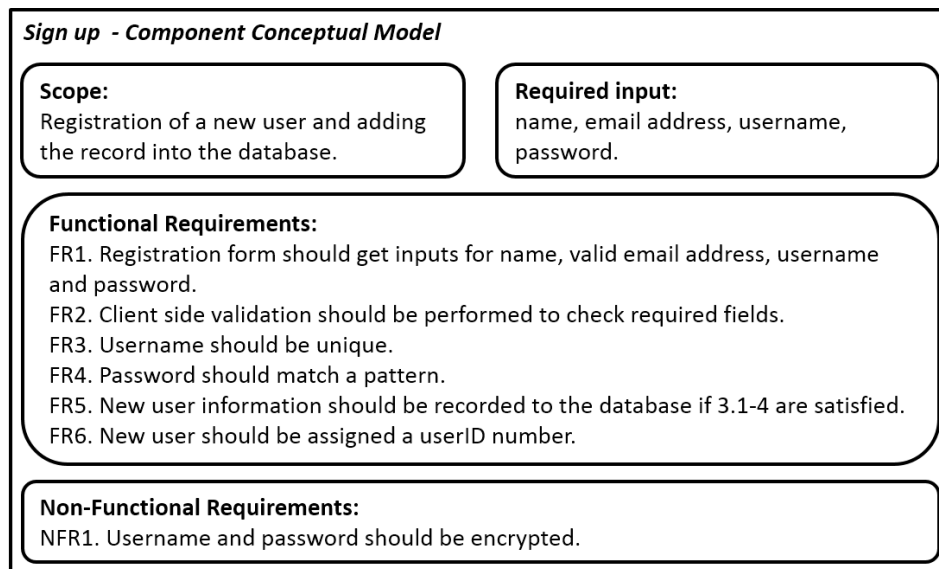 Sign up - Component Conceptual Model
Scope:
Registration of a new user and adding
the record into the database.
Required input:
name, email address, username,
password.
Functional Requirements:
FR1. Registration form should get inputs for name, valid email address, username
and password.
FR2. Client side validation should be performed to check required fields.
FR3. Username should be unique.
FR4. Password should match a pattern.
FR5. New user information should be recorded to the database if 3.1-4 are satisfied.
FR6. New user should be assigned a userID number.
Non-Functional Requirements:
NFR1. Username and password should be encrypted.